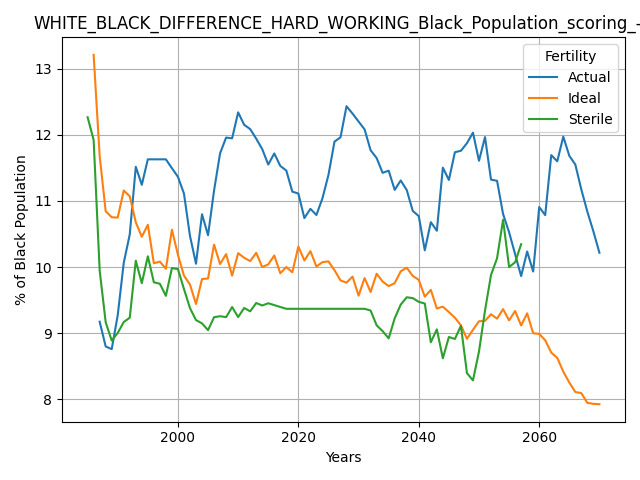 WHITE_BLACK_DIFFERENCE_HARD_WORKING_Black_Population_scoring_-
Fertility
Actual
Ideal
Sterile
% of Black Population
13
12
11
10
9
8
2000 2020 2040 2060
Years